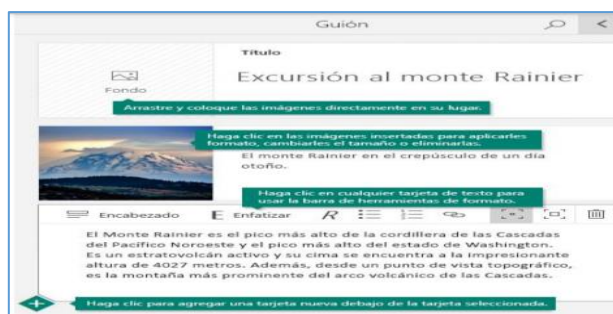 Guión
Título
Excursión al monte Rainier
Fondo
Arrastre y coloque las imágenes directamente en su lugar.
Haga clic en las imágenes insertadas para aplicarles
formato, cambiarles el tamaño o eliminarlas.
El monte Rainier en el crepúsculo de un día
otoño.
Haga clic en cualquier tarjeta de texto para
usar la barra de herramientas de formato.
Encabezado E Enfatizar R
El Monte Rainier es el pico más alto de la cordillera de las Cascadas
del Pacífico Noroeste y el pico más alto del estado de Washington.
Es un estratovolcán activo y su cima se encuentra a la impresionante
altura de 4027 metros. Además, desde un punto de vista topográfico,
es la montaña más prominente del arco volcánico de las Cascadas.
Haga clic para agregar una tarjeta nueva debajo de la tarjeta seleccionada.